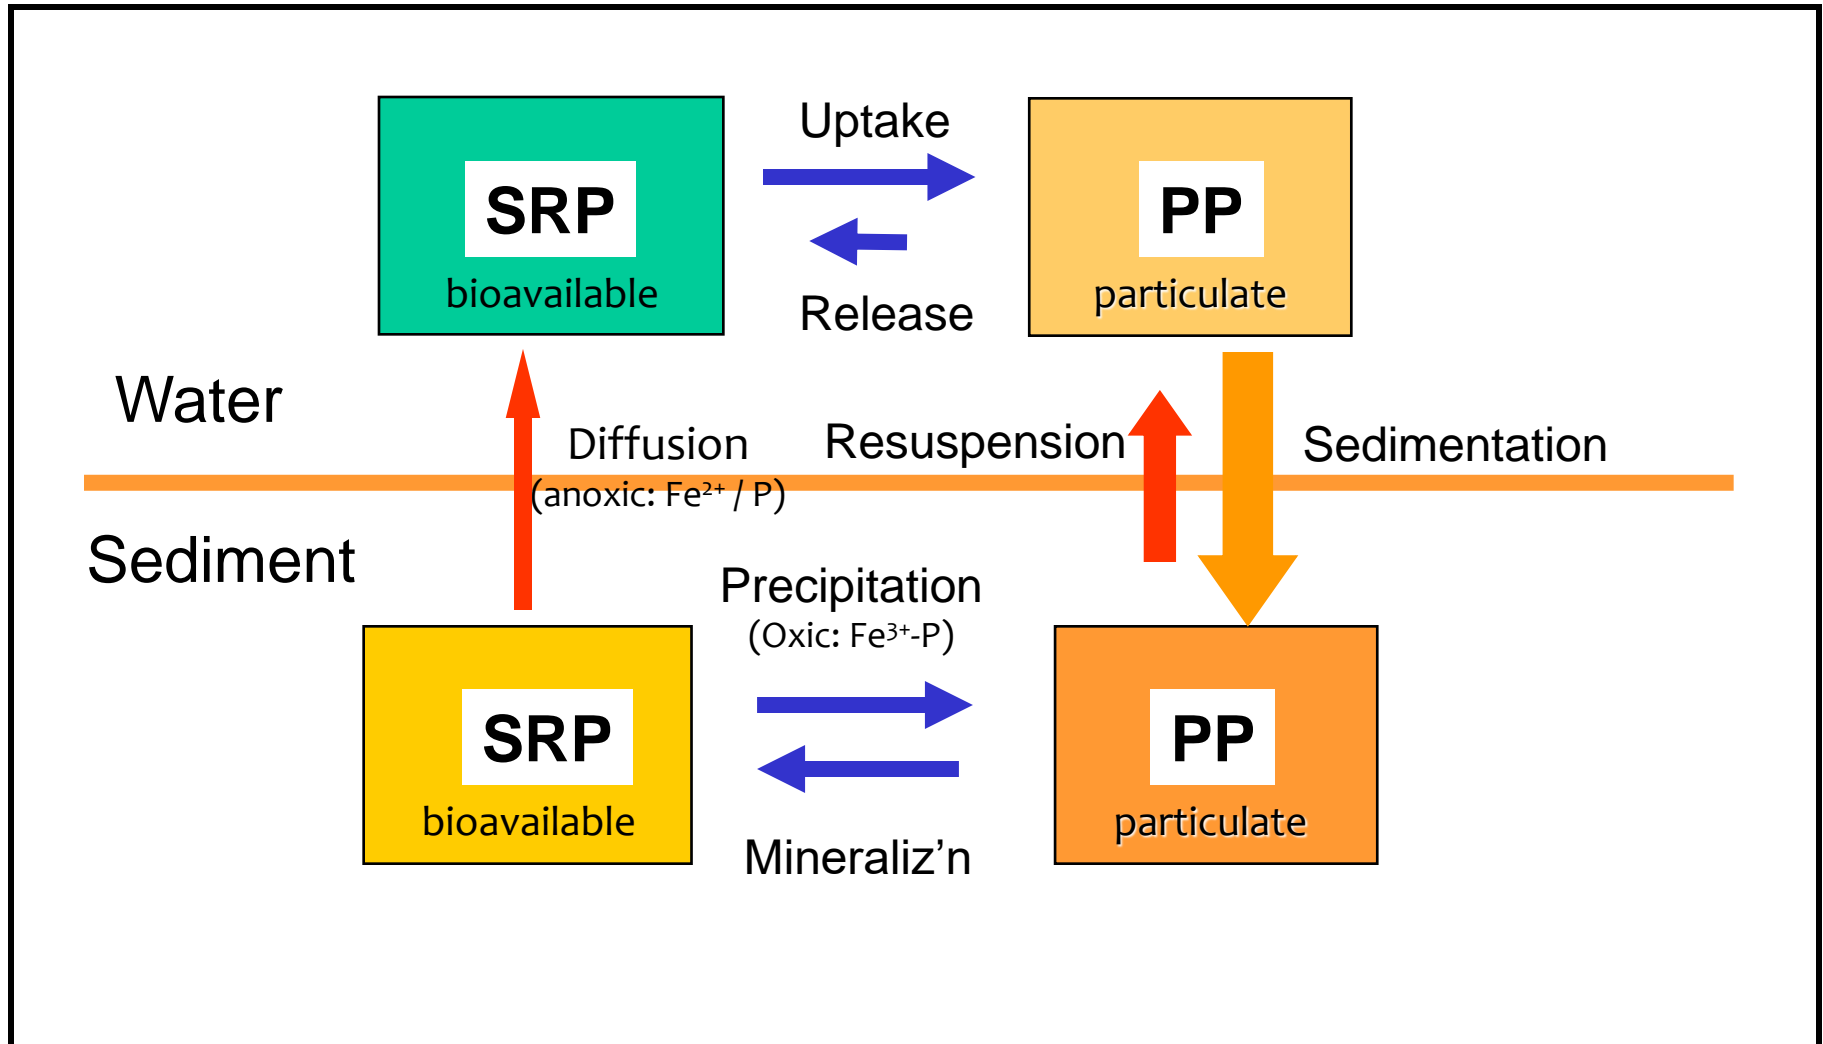 Uptake
SRP
bioavailable
PP
particulate
Release
Water
Diffusion
(anoxic: Fe²⁺ / P)
Resuspension
Sedimentation
Sediment
Precipitation
(Oxic: Fe³⁺-P)
SRP
bioavailable
PP
particulate
Mineraliz’n